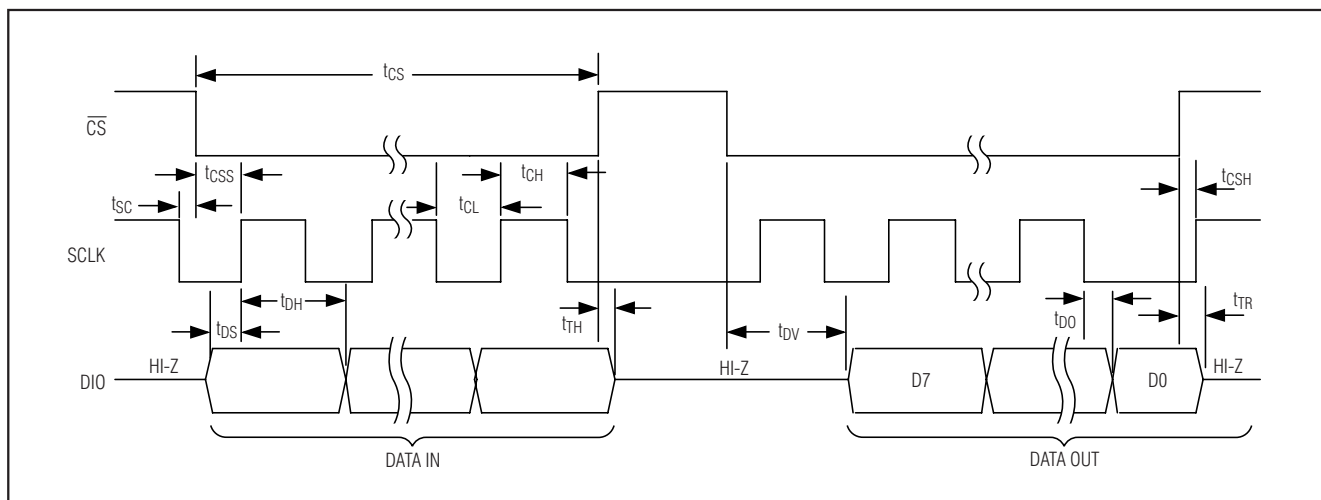 tCS
CS
tCSS
tCH
tCSH
tSC
tCL
SCLK
tDH
tDS
tTH
tDV
tDO
tTR
DIO
HI-Z
HI-Z
D7
D0
HI-Z
DATA IN
DATA OUT